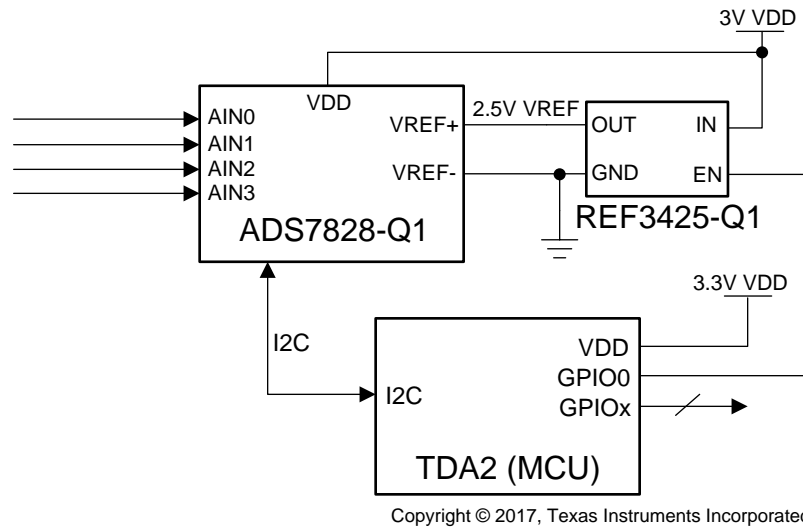 3V VDD
VDD
AIN0
AIN1
AIN2
AIN3
VREF+
VREF-
ADS7828-Q1
2.5V VREF
OUT
IN
GND
EN
REF3425-Q1
3.3V VDD
I2C
I2C
VDD
GPIO0
GPIOx
TDA2 (MCU)
Copyright © 2017, Texas Instruments Incorporated